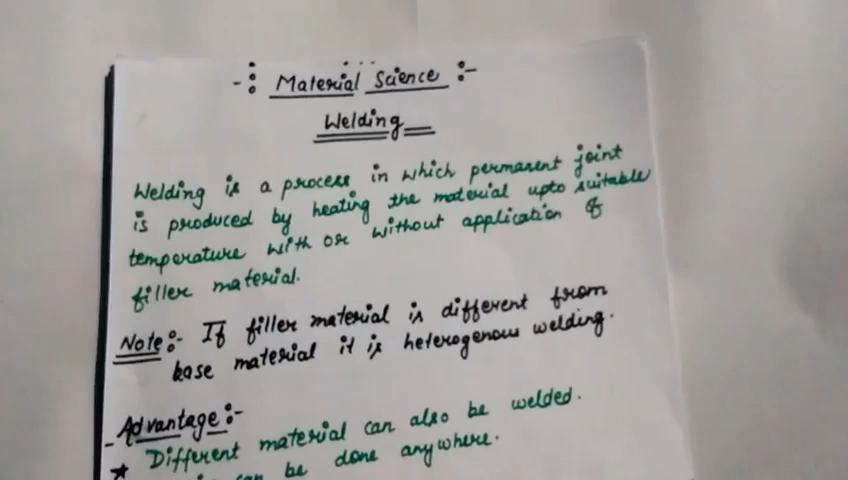 -: Material Science :-
Welding
Welding is a process in which permanent joint
is produced by heating the material upto suitable
temperature with or without application of
filler material.
Note:- If filler material is different from
base material it is heterogenous welding.
Advantage:-
★ Different material can also be welded.
can be done anywhere.